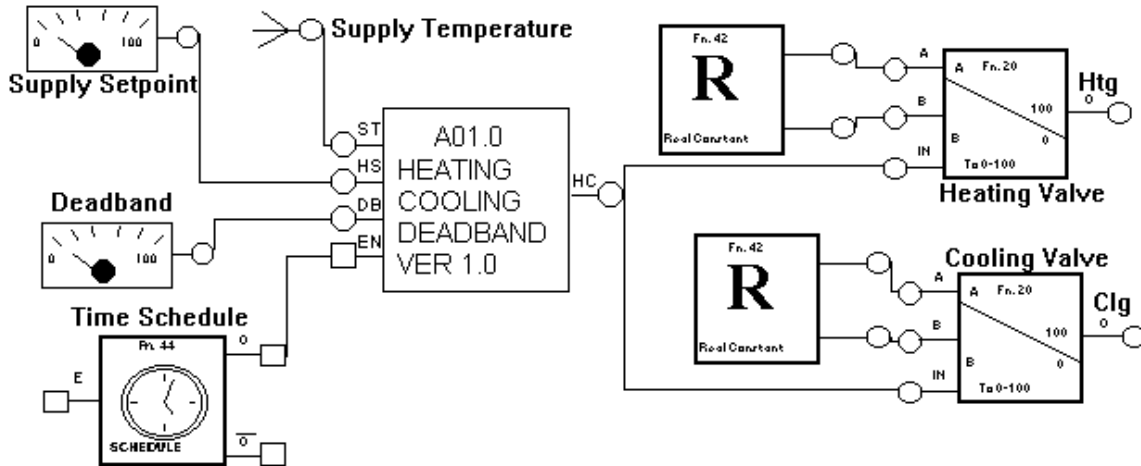 0 100
Supply Setpoint
Supply Temperature
Deadband
0 100
Time Schedule
Fn. 44
E
O
O
SCHEDULE
ST
HS
DB
EN
A01.0
HEATING
COOLING
DEADBAND
VER 1.0
HC
Fn. 42
R
Real Constant
A
B
IN
A
Fn. 20
100
0
B
To 0-100
Htg
O
Heating Valve
Fn. 42
R
Real Constant
Cooling Valve
A
B
IN
A
Fn. 20
100
0
B
To 0-100
Clg
O